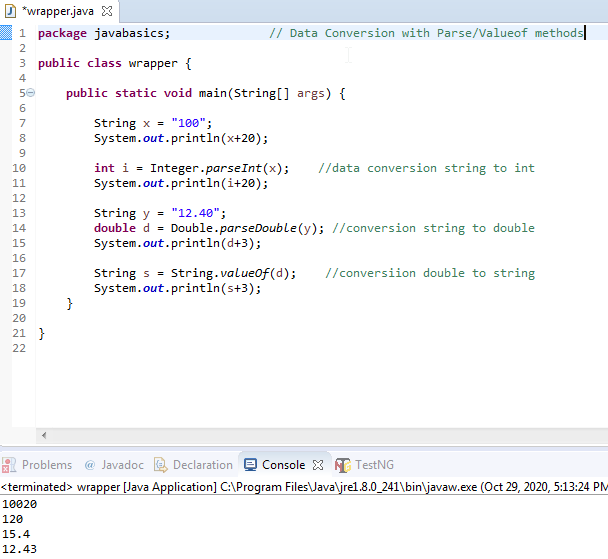 *wrapper.java
1 package javabasics; // Data Conversion with Parse/Valueof methods
2
3 public class wrapper {
4
5 public static void main(String[] args) {
6
7 String x = "100";
8 System.out.println(x+20);
9
10 int i = Integer.parseInt(x); //data conversion string to int
11 System.out.println(i+20);
12
13 String y = "12.40";
14 double d = Double.parseDouble(y); //conversion string to double
15 System.out.println(d+3);
16
17 String s = String.valueOf(d); //conversiion double to string
18 System.out.println(s+3);
19 }
20
21 }
22
Problems @ Javadoc Declaration Console TestNG
<terminated> wrapper [Java Application] C:\Program Files\Java\jre1.8.0_241\bin\javaw.exe (Oct 29, 2020, 5:13:24 PM
10020
120
15.4
12.43